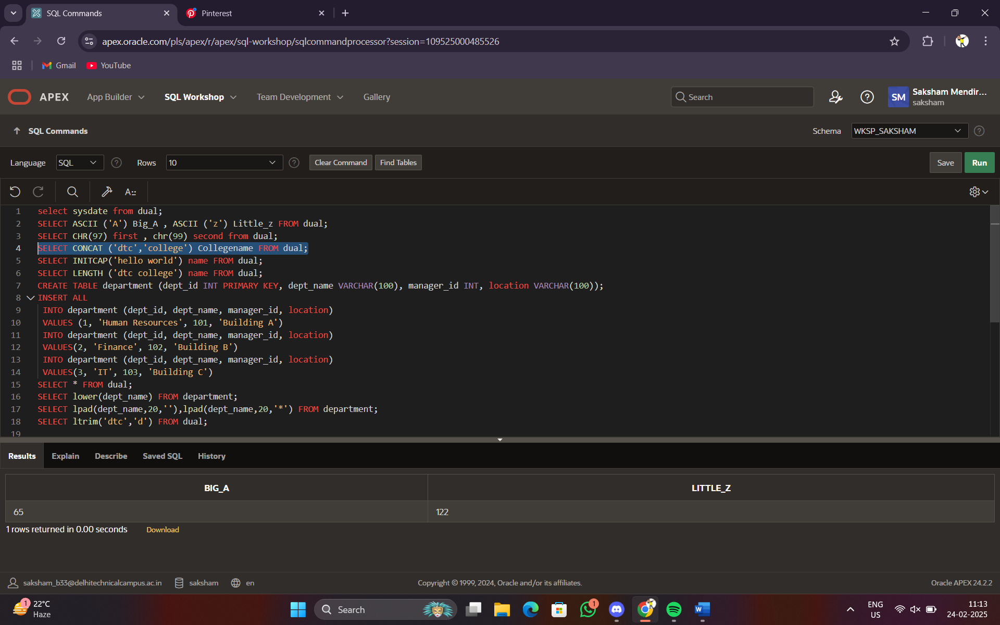 SQL Commands
Pinterest
apex.oracle.com/pls/apex/r/apex/sql-workshop/sqlcommandprocessor?session=109525000485526
Gmail
YouTube
APEX
App Builder
SQL Workshop
Team Development
Gallery
Search
SM
Saksham Mendir...
saksham
SQL Commands
Schema
WKSP_SAKSHAM
Language
SQL
Rows
10
Clear Command
Find Tables
Save
Run
1 select sysdate from dual;
2 SELECT ASCII ('A') Big_A , ASCII ('z') Little_z FROM dual;
3 SELECT CHR(97) first , chr(99) second from dual;
4 SELECT CONCAT ('dtc','college') Collegename FROM dual;
5 SELECT INITCAP('hello world') name FROM dual;
6 SELECT LENGTH ('dtc college') name FROM dual;
7 CREATE TABLE department (dept_id INT PRIMARY KEY, dept_name VARCHAR(100), manager_id INT, location VARCHAR(100));
8 INSERT ALL
9 INTO department (dept_id, dept_name, manager_id, location)
10 VALUES (1, 'Human Resources', 101, 'Building A')
11 INTO department (dept_id, dept_name, manager_id, location)
12 VALUES(2, 'Finance', 102, 'Building B')
13 INTO department (dept_id, dept_name, manager_id, location)
14 VALUES(3, 'IT', 103, 'Building C')
15 SELECT * FROM dual;
16 SELECT lower(dept_name) FROM department;
17 SELECT lpad(dept_name,20,''),lpad(dept_name,20,'*') FROM department;
18 SELECT ltrim('dtc','d') FROM dual;
19
Results
Explain
Describe
Saved SQL
History
BIG_A
LITTLE_Z
65
122
1 rows returned in 0.00 seconds
Download
saksham_b33@delhitechnicalcampus.ac.in
saksham
en
Copyright © 1999, 2024, Oracle and/or its affiliates.
Oracle APEX 24.2.2
1
22°C
Haze
Search
1
W
ENG
US
11:13
24-02-2025